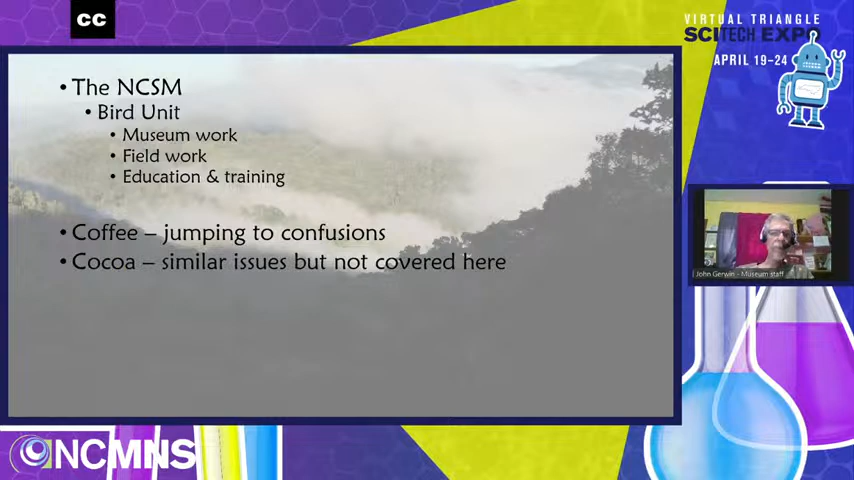 CC
VIRTUAL TRIANGLE
SCITECH EXPO
APRIL 19-24
• The NCSM
• Bird Unit
• Museum work
• Field work
• Education & training
• Coffee – jumping to confusions
• Cocoa – similar issues but not covered here
John Gerwin - Museum staff
NCMNS